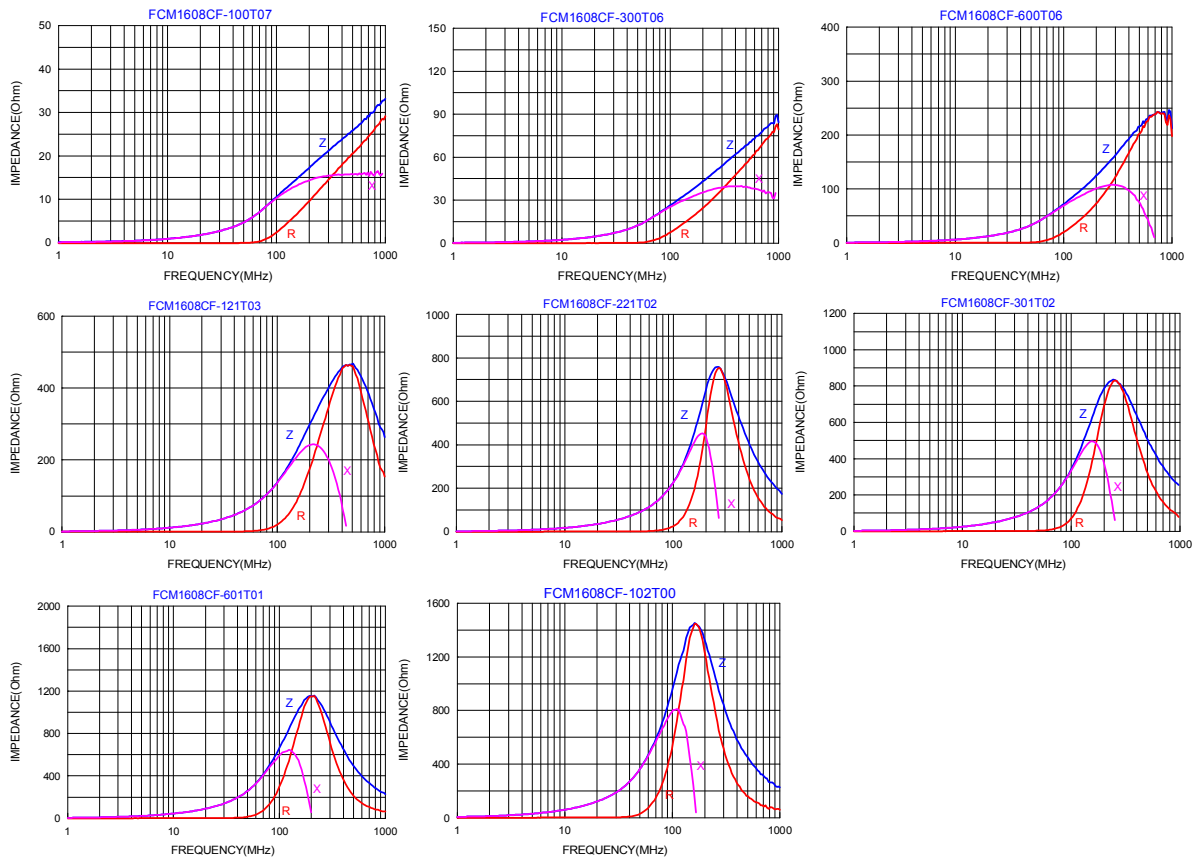 FCM1608CF-100T07
IMPEDANCE(Ohm)
50
40
30
20
10
0
Z
X
R
1 10 100 1000
FREQUENCY(MHz)
FCM1608CF-300T06
IMPEDANCE(Ohm)
150
120
90
60
30
0
Z
X
R
1 10 100 1000
FREQUENCY(MHz)
FCM1608CF-600T06
IMPEDANCE(Ohm)
400
300
200
100
0
Z
X
R
1 10 100 1000
FREQUENCY(MHz)
FCM1608CF-121T03
IMPEDANCE(Ohm)
600
400
200
0
Z
X
R
1 10 100 1000
FREQUENCY(MHz)
FCM1608CF-221T02
IMPEDANCE(Ohm)
1000
800
600
400
200
0
Z
X
R
1 10 100 1000
FREQUENCY(MHz)
FCM1608CF-301T02
IMPEDANCE(Ohm)
1200
1000
800
600
400
200
0
Z
X
R
1 10 100 1000
FREQUENCY(MHz)
FCM1608CF-601T01
IMPEDANCE(Ohm)
2000
1600
1200
800
400
0
Z
X
R
1 10 100 1000
FREQUENCY(MHz)
FCM1608CF-102T00
IMPEDANCE(Ohm)
1600
1400
1200
1000
800
600
400
200
0
Z
X
R
1 10 100 1000
FREQUENCY(MHz)